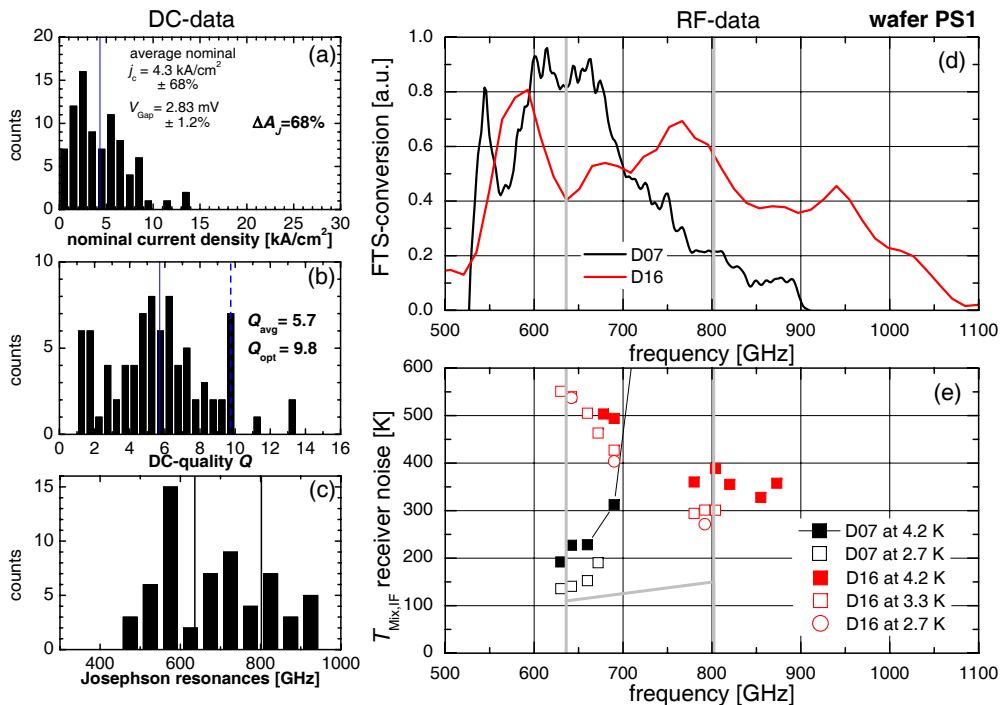 DC-data
RF-data
wafer PS1
(a)
average nominal
j_c = 4.3 kA/cm²
± 68%
V_Gap = 2.83 mV
± 1.2%
ΔA_J=68%
counts
20
15
10
5
0
0 5 10 15 20 25 30
nominal current density [kA/cm²]
(b)
Q_avg = 5.7
Q_opt = 9.8
counts
10
5
0
0 2 4 6 8 10 12 14 16
DC-quality Q
(c)
counts
15
10
5
0
400 600 800 1000
Josephson resonances [GHz]
(d)
FTS-conversion [a.u.]
1.0
0.8
0.6
0.4
0.2
0.0
D07
D16
500 600 700 800 900 1000 1100
frequency [GHz]
(e)
T_Mix,IF receiver noise [K]
600
500
400
300
200
100
0
D07 at 4.2 K
D07 at 2.7 K
D16 at 4.2 K
D16 at 3.3 K
D16 at 2.7 K
500 600 700 800 900 1000 1100
frequency [GHz]